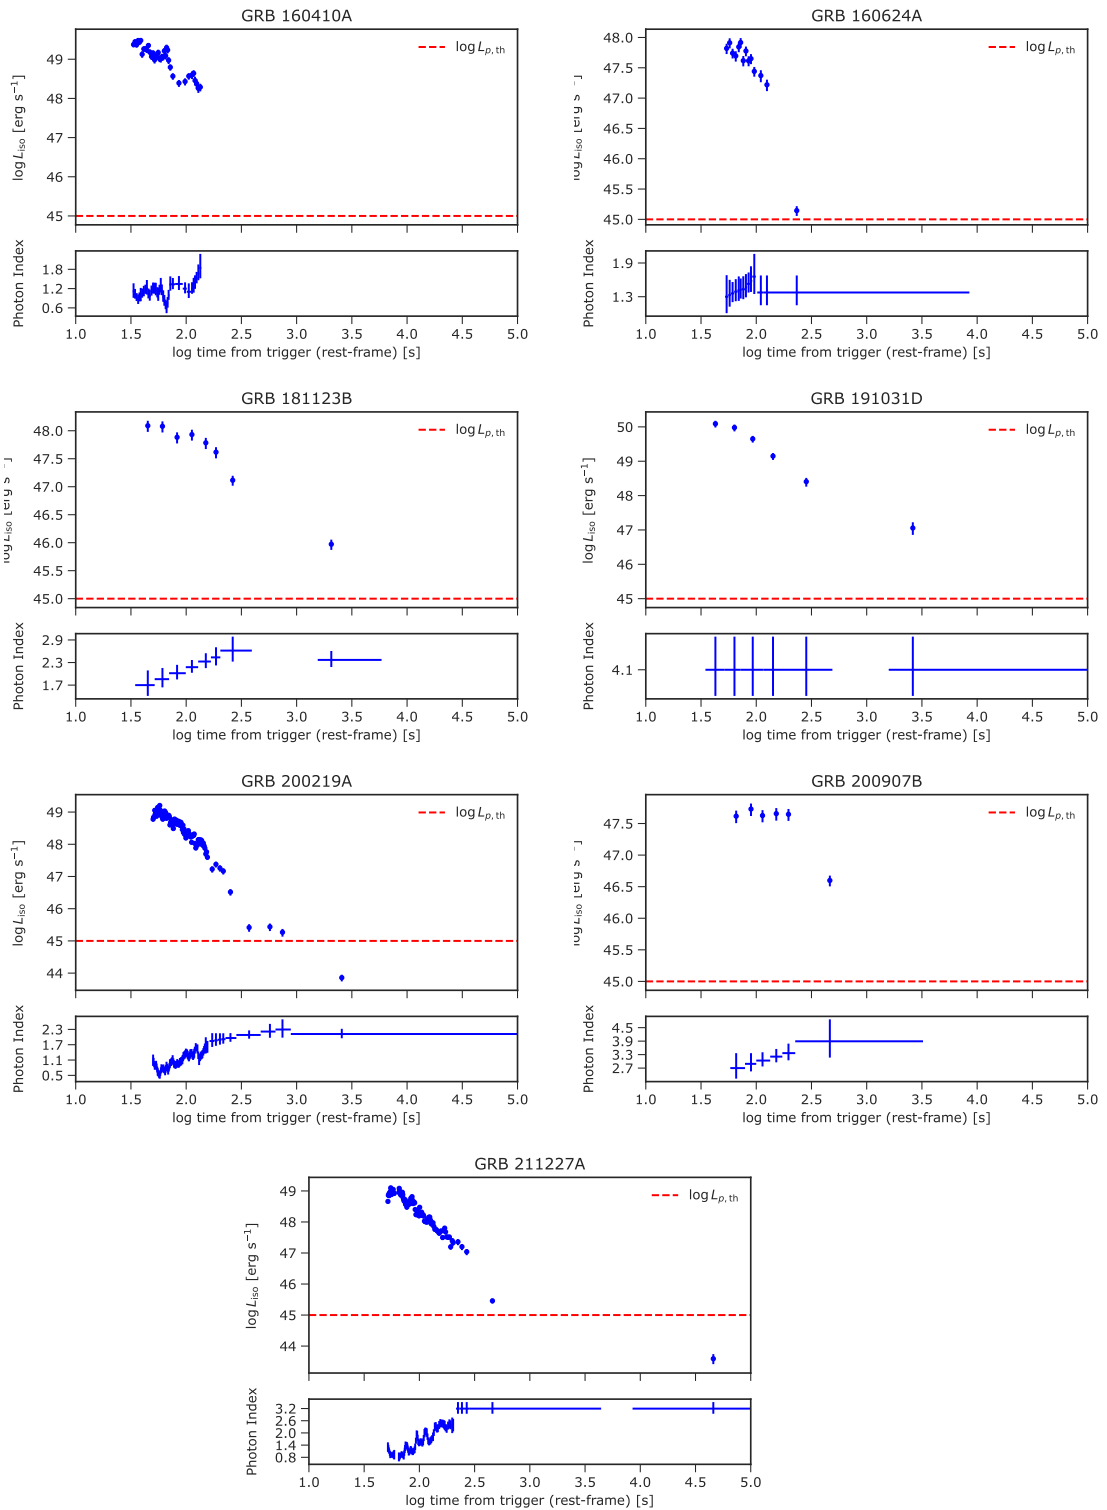 GRB 160410A
log L_iso [erg s⁻¹]
49
48
47
46
45
log L_p, th
Photon Index
1.8
1.2
0.6
1.0 1.5 2.0 2.5 3.0 3.5 4.0 4.5 5.0
log time from trigger (rest-frame) [s]
GRB 160624A
48.0
47.5
47.0
46.5
46.0
45.5
45.0
log L_p, th
Photon Index
1.9
1.3
1.0 1.5 2.0 2.5 3.0 3.5 4.0 4.5 5.0
log time from trigger (rest-frame) [s]
GRB 181123B
48.0
47.5
47.0
46.5
46.0
45.5
45.0
log L_p, th
Photon Index
2.9
2.3
1.7
1.0 1.5 2.0 2.5 3.0 3.5 4.0 4.5 5.0
log time from trigger (rest-frame) [s]
GRB 191031D
log L_iso [erg s⁻¹]
50
49
48
47
46
45
log L_p, th
Photon Index
4.1
1.0 1.5 2.0 2.5 3.0 3.5 4.0 4.5 5.0
log time from trigger (rest-frame) [s]
GRB 200219A
log L_iso [erg s⁻¹]
49
48
47
46
45
44
log L_p, th
Photon Index
2.3
1.7
1.1
0.5
1.0 1.5 2.0 2.5 3.0 3.5 4.0 4.5 5.0
log time from trigger (rest-frame) [s]
GRB 200907B
47.5
47.0
46.5
46.0
45.5
45.0
log L_p, th
Photon Index
4.5
3.9
3.3
2.7
1.0 1.5 2.0 2.5 3.0 3.5 4.0 4.5 5.0
log time from trigger (rest-frame) [s]
GRB 211227A
log L_iso [erg s⁻¹]
49
48
47
46
45
44
log L_p, th
Photon Index
3.2
2.6
2.0
1.4
0.8
1.0 1.5 2.0 2.5 3.0 3.5 4.0 4.5 5.0
log time from trigger (rest-frame) [s]